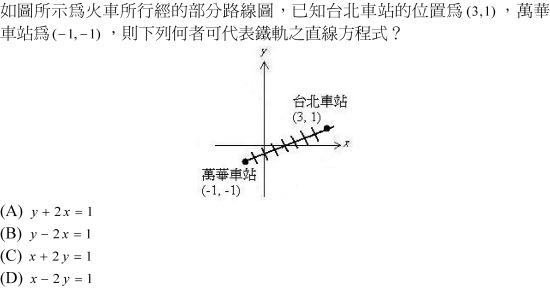 如圖所示為火車所行經的部分路線圖，已知台北車站的位置為(3,1)，萬華
車站為(−1,−1)，則下列何者可代表鐵軌之直線方程式？
y
台北車站
(3, 1)
x
萬華車站
(-1, -1)
(A) y + 2x = 1
(B) y − 2x = 1
(C) x + 2y = 1
(D) x − 2y = 1